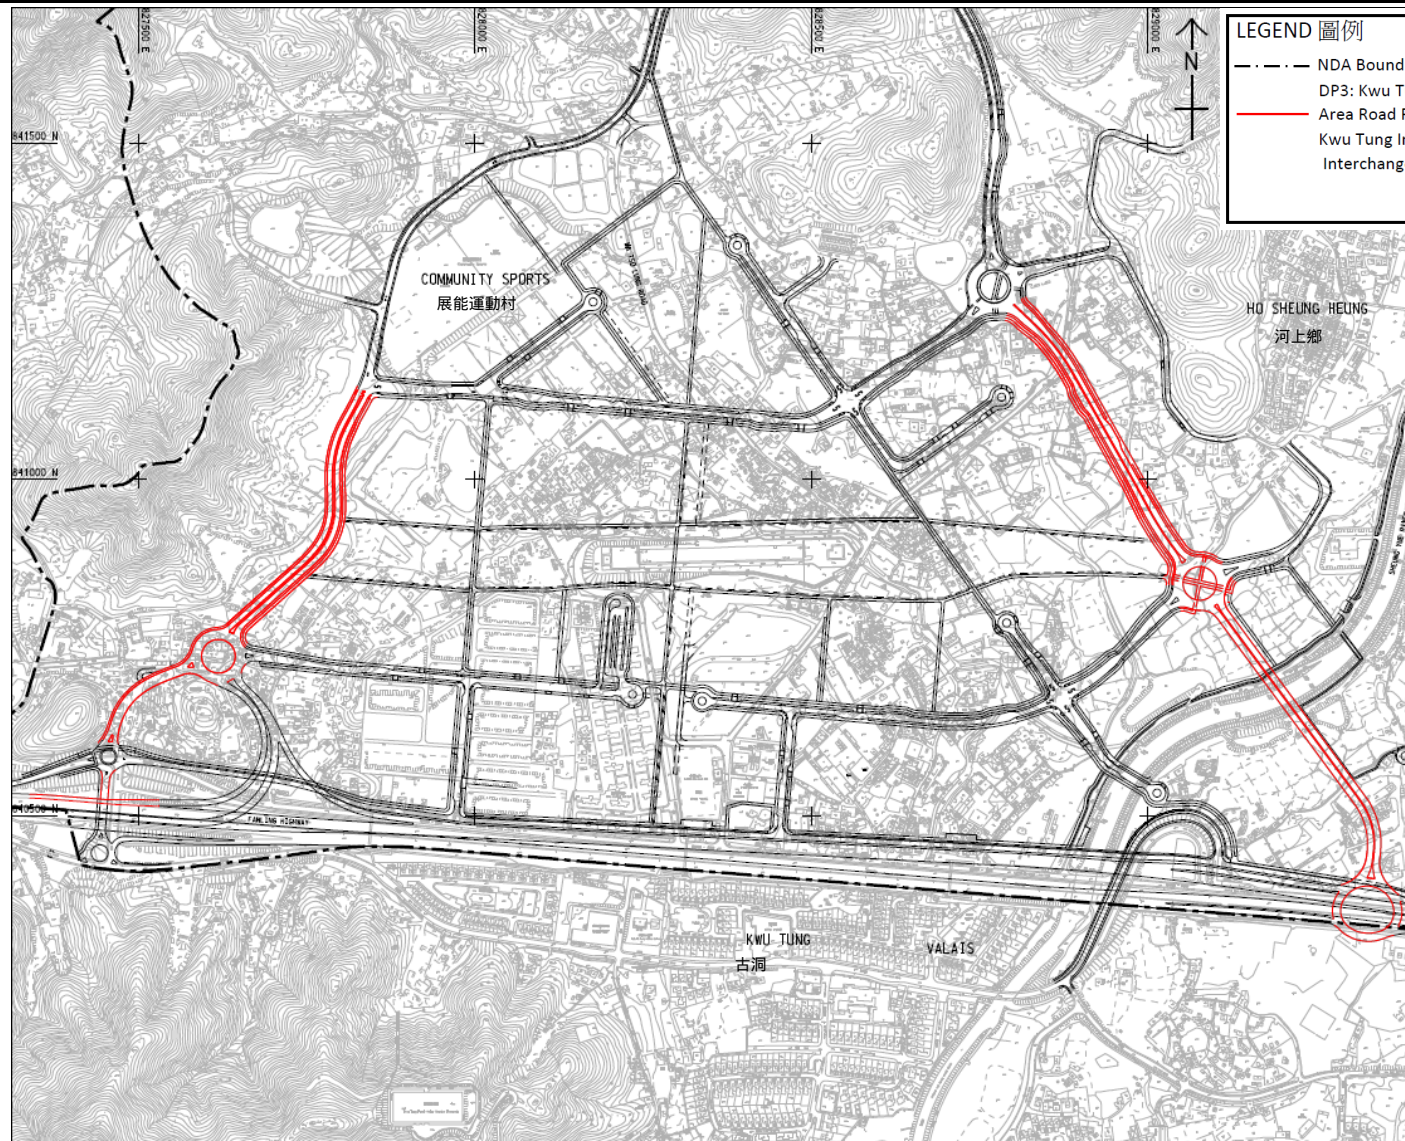 827500 E
828000 E
828500 E
829000 E
N
LEGEND 圖例
NDA Bound
DP3: Kwu T
Area Road P
Kwu Tung In
Interchang
841500 N
COMMUNITY SPORTS
展能運動村
HO SHEUNG HEUNG
河上鄉
841000 N
840500 N
FANLING HIGHWAY
KWU TUNG
古洞
VALAIS